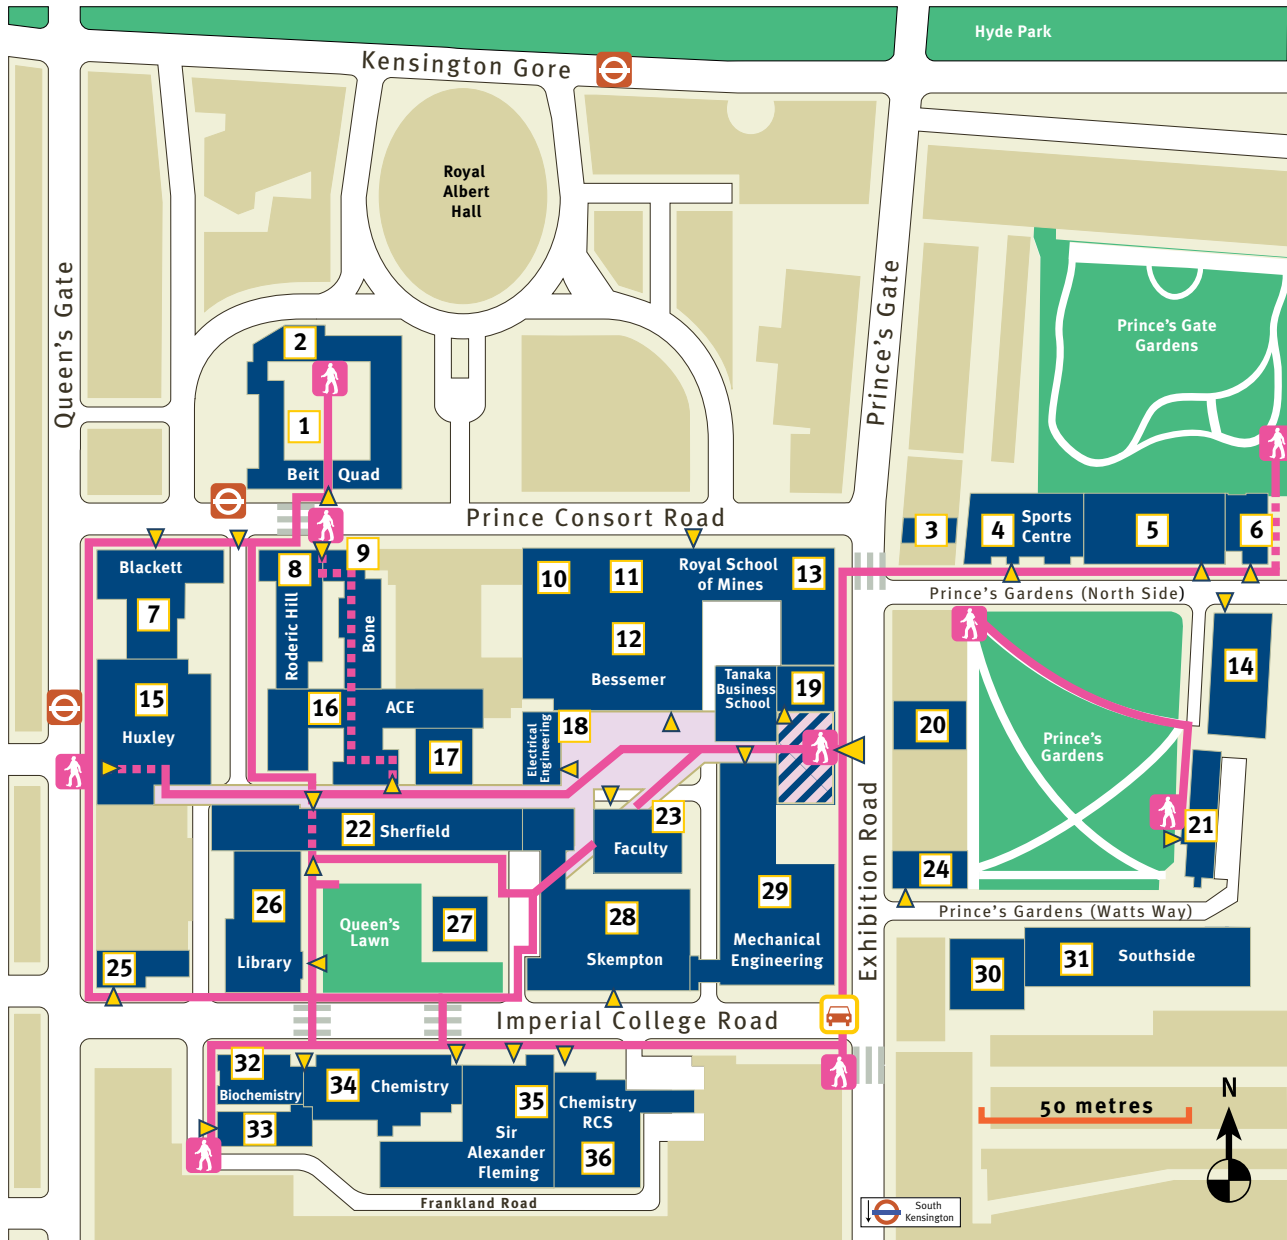 Hyde Park
Kensington Gore
Royal
Albert
Hall
Queen's Gate
Prince's Gate
Prince's Gate
Gardens
2
1
Beit Quad
Prince Consort Road
3
4
Sports
Centre
5
6
Prince's Gardens (North Side)
Blackett
7
8
9
Roderic Hill
Bone
10
11
Royal School
of Mines
13
12
Bessemer
14
15
Huxley
16
ACE
17
18
Electrical
Engineering
Tanaka
Business
School
19
20
Prince's
Gardens
21
22
Sherfield
23
Faculty
24
Exhibition Road
Prince's Gardens (Watts Way)
25
26
Library
Queen's
Lawn
27
28
Skempton
29
Mechanical
Engineering
30
31
Southside
Imperial College Road
32
Biochemistry
33
34
Chemistry
35
Sir
Alexander
Fleming
Chemistry
RCS
36
Frankland Road
50 metres
N
South
Kensington